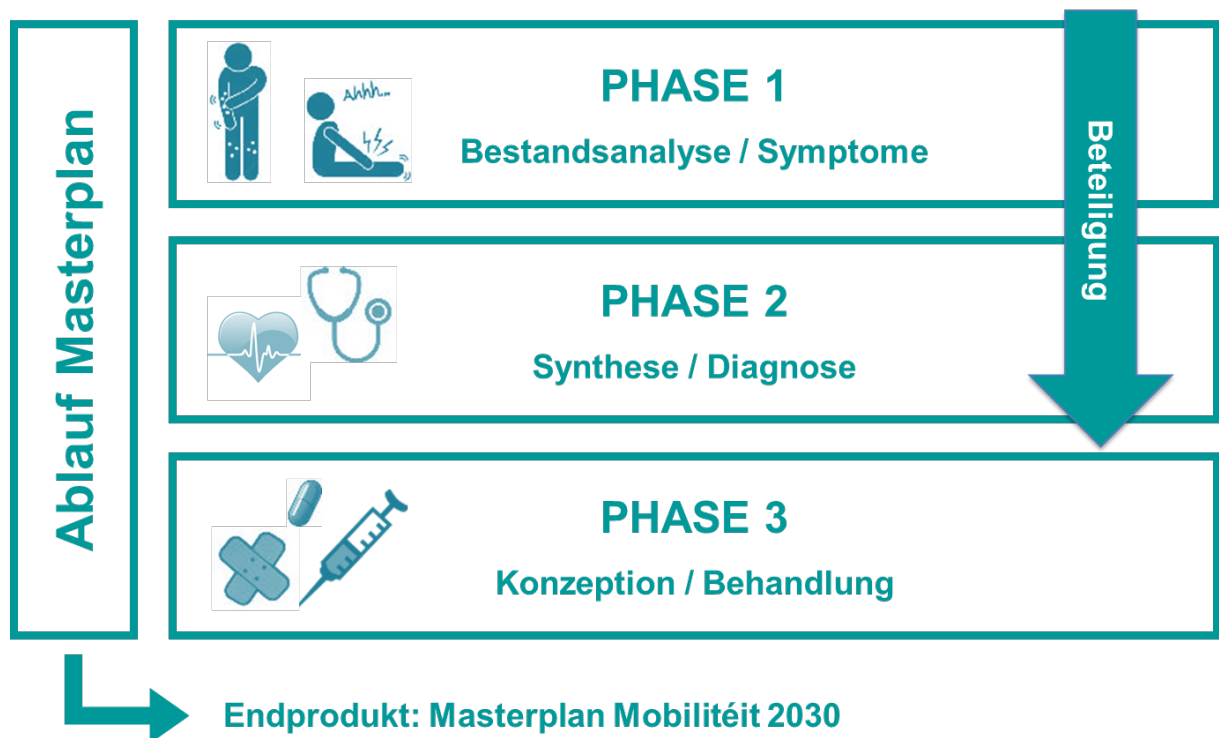 Ablauf Masterplan
PHASE 1
Ahhh...
Bestandsanalyse / Symptome
Beteiligung
PHASE 2
Synthese / Diagnose
PHASE 3
Konzeption / Behandlung
Endprodukt: Masterplan Mobilitéit 2030